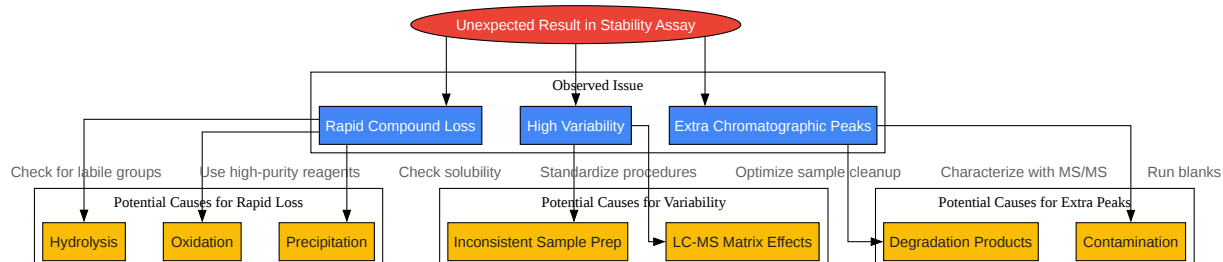 Unexpected Result in Stability Assay
Observed Issue
Rapid Compound Loss
High Variability
Extra Chromatographic Peaks
Check for labile groups
Use high-purity reagents
Check solubility
Standardize procedures
Optimize sample cleanup
Characterize with MS/MS
Run blanks
Potential Causes for Rapid Loss
Potential Causes for Variability
Potential Causes for Extra Peaks
Hydrolysis
Oxidation
Precipitation
Inconsistent Sample Prep
LC-MS Matrix Effects
Degradation Products
Contamination